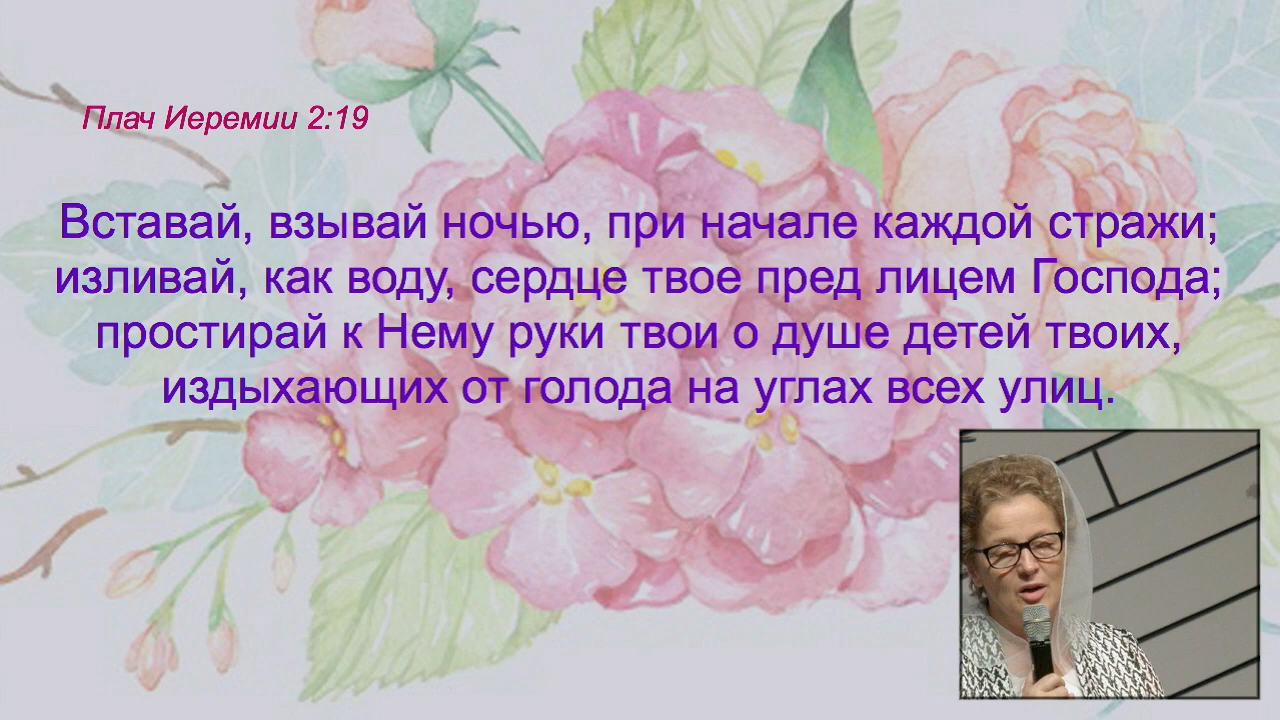 Плач Иеремии 2:19
Вставай, взывай ночью, при начале каждой стражи;
изливай, как воду, сердце твое пред лицем Господа;
простирай к Нему руки твои о душе детей твоих,
издыхающих от голода на углах всех улиц.